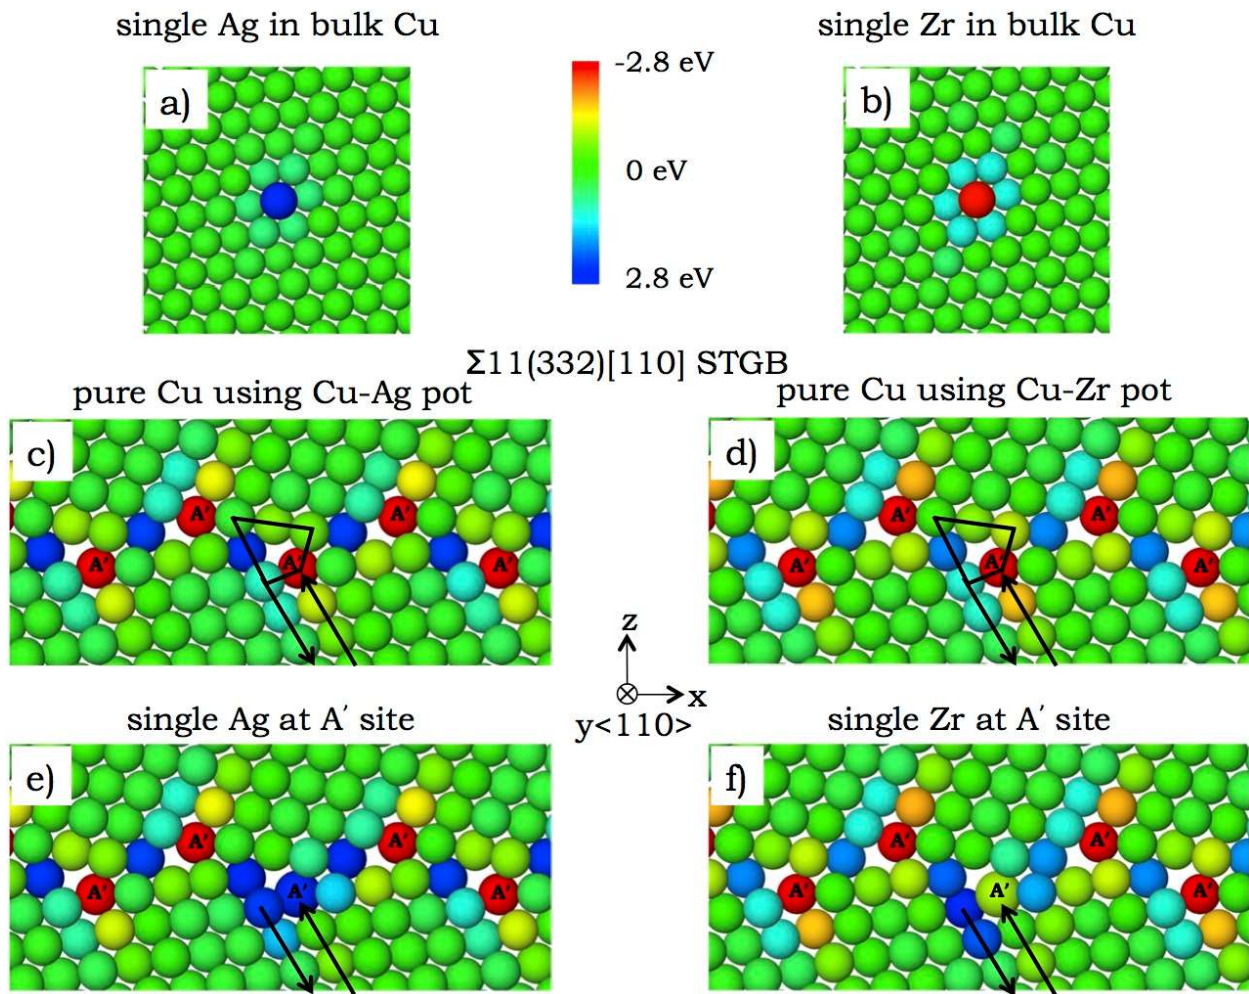 single Ag in bulk Cu
single Zr in bulk Cu
a)
-2.8 eV
0 eV
2.8 eV
b)
Σ11(332)[110] STGB
pure Cu using Cu-Ag pot
pure Cu using Cu-Zr pot
c)
A'
A'
A'
A'
A'
d)
A'
A'
A'
A'
A'
z
x
y<110>
single Ag at A' site
single Zr at A' site
e)
A'
A'
A'
A'
A'
f)
A'
A'
A'
A'
A'